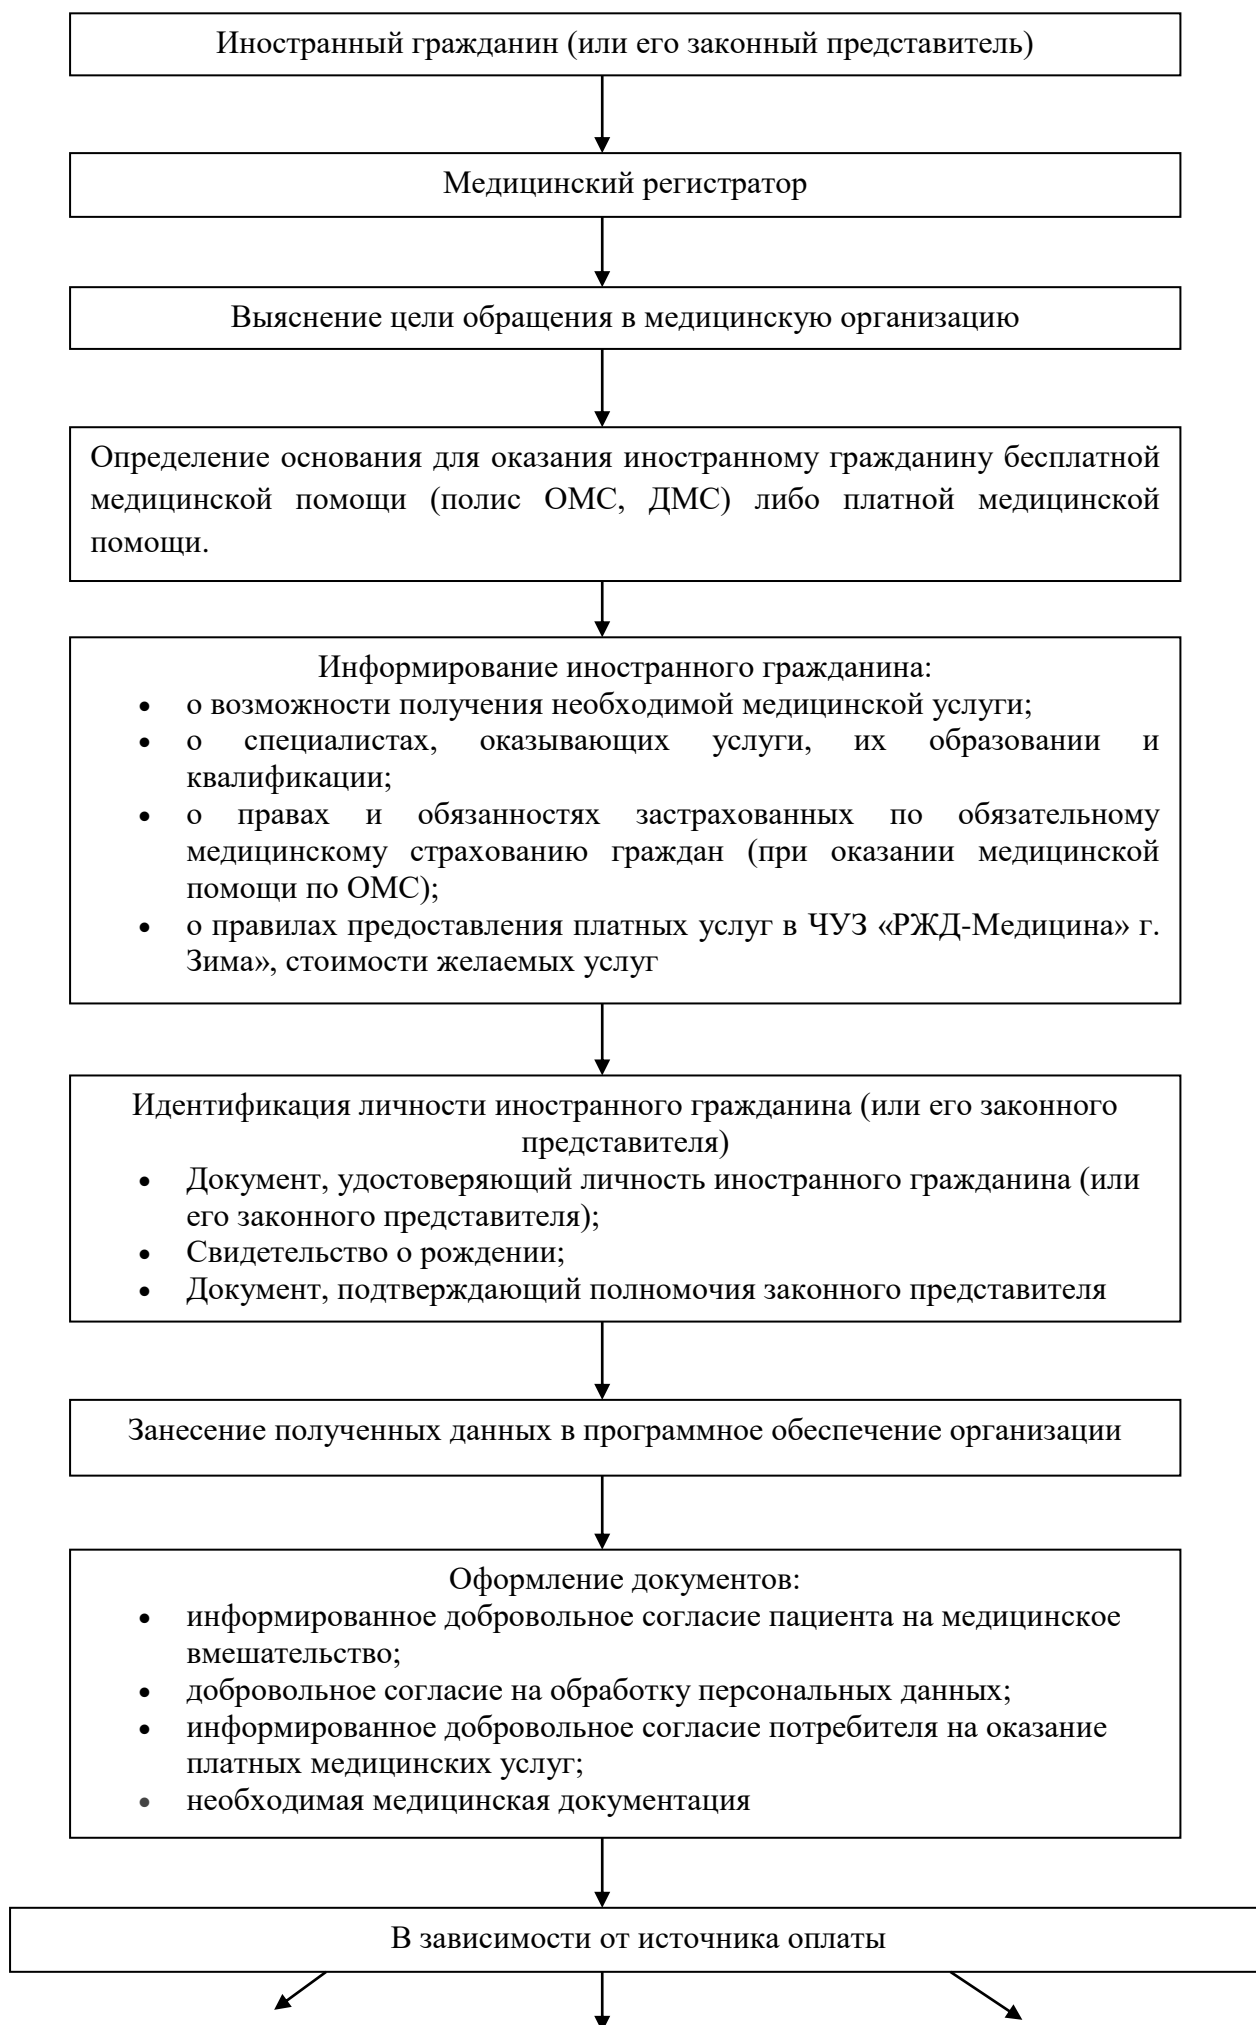 Иностранный гражданин (или его законный представитель)
Медицинский регистратор
Выяснение цели обращения в медицинскую организацию
Определение основания для оказания иностранному гражданину бесплатной
медицинской помощи (полис ОМС, ДМС) либо платной медицинской
помощи.
Информирование иностранного гражданина:
• о возможности получения необходимой медицинской услуги;
• о специалистах, оказывающих услуги, их образовании и
квалификации;
• о правах и обязанностях застрахованных по обязательному
медицинскому страхованию граждан (при оказании медицинской
помощи по ОМС);
• о правилах предоставления платных услуг в ЧУЗ «РЖД-Медицина» г.
Зима», стоимости желаемых услуг
Идентификация личности иностранного гражданина (или его законного
представителя)
• Документ, удостоверяющий личность иностранного гражданина (или
его законного представителя);
• Свидетельство о рождении;
• Документ, подтверждающий полномочия законного представителя
Занесение полученных данных в программное обеспечение организации
Оформление документов:
• информированное добровольное согласие пациента на медицинское
вмешательство;
• добровольное согласие на обработку персональных данных;
• информированное добровольное согласие потребителя на оказание
платных медицинских услуг;
• необходимая медицинская документация
В зависимости от источника оплаты